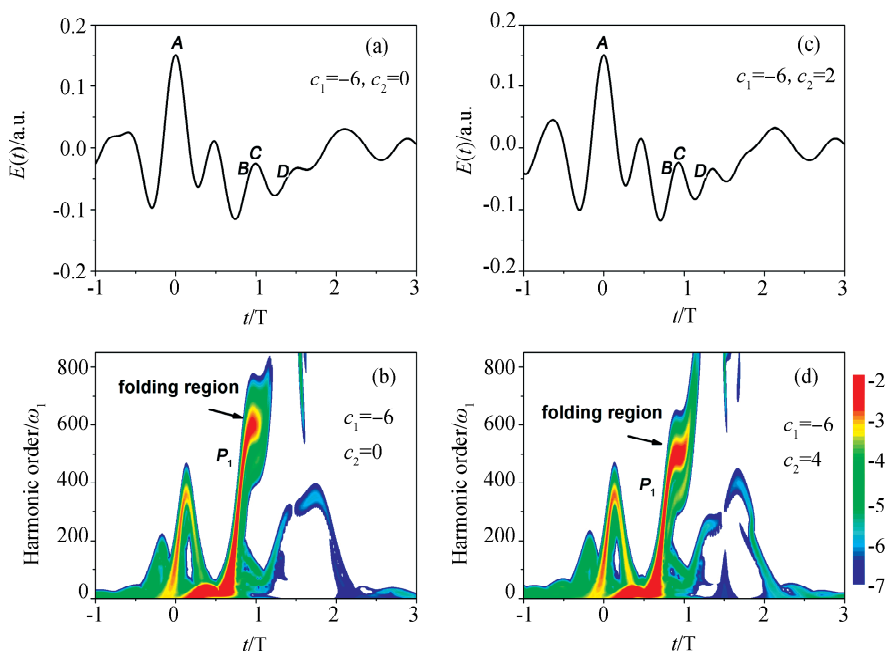 0.2
0.1
0.0
-0.1
-0.2
E(t)/a.u.
A
B
C
D
(a)
c₁=−6, c₂=0
-1
0
1
2
3
t/T
A
B
C
D
(c)
c₁=−6, c₂=2
0.2
0.1
0.0
-0.1
-0.2
E(t)/a.u.
-1
0
1
2
3
t/T
800
600
400
200
0
Harmonic order/ω₁
folding region
P₁
(b)
c₁=−6
c₂=0
-1
0
1
2
3
t/T
800
600
400
200
0
Harmonic order/ω₁
folding region
P₁
(d)
c₁=−6
c₂=4
-1
0
1
2
3
t/T
-2
-3
-4
-5
-6
-7